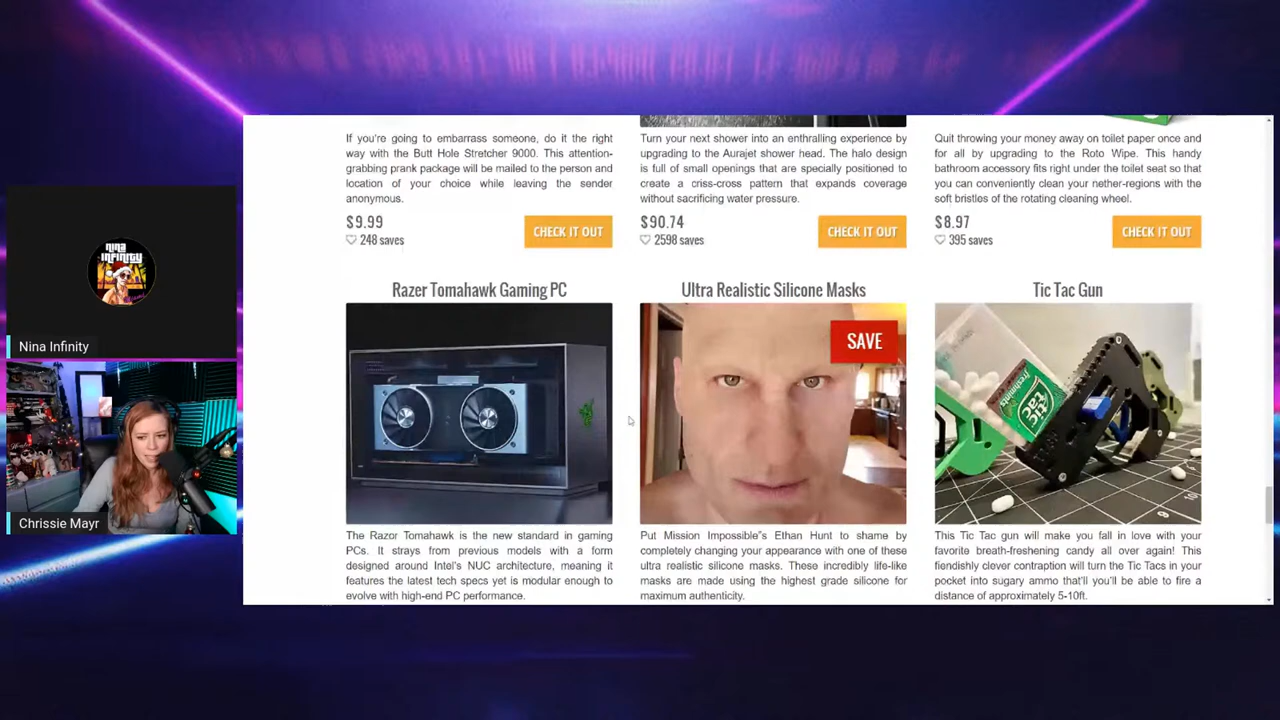 If you're going to embarrass someone, do it the right
way with the Butt Hole Stretcher 9000. This attention-
grabbing prank package will be mailed to the person and
location of your choice while leaving the sender
anonymous.
$9.99
248 saves
CHECK IT OUT
Turn your next shower into an enthralling experience by
upgrading to the Aurajet shower head. The halo design
is full of small openings that are specially positioned to
create a criss-cross pattern that expands coverage
without sacrificing water pressure.
$90.74
2598 saves
CHECK IT OUT
Quit throwing your money away on toilet paper once and
for all by upgrading to the Roto Wipe. This handy
bathroom accessory fits right under the toilet seat so that
you can conveniently clean your nether-regions with the
soft bristles of the rotating cleaning wheel.
$8.97
395 saves
CHECK IT OUT
nina
infinity
Nina Infinity
Chrissie Mayr
Razer Tomahawk Gaming PC
The Razor Tomahawk is the new standard in gaming
PCs. It strays from previous models with a form
designed around Intel's NUC architecture, meaning it
features the latest tech specs yet is modular enough to
evolve with high-end PC performance.
Ultra Realistic Silicone Masks
SAVE
Put Mission Impossible"s Ethan Hunt to shame by
completely changing your appearance with one of these
ultra realistic silicone masks. These incredibly life-like
masks are made using the highest grade silicone for
maximum authenticity.
Tic Tac Gun
freshmints
tic
tac
This Tic Tac gun will make you fall in love with your
favorite breath-freshening candy all over again! This
fiendishly clever contraption will turn the Tic Tacs in your
pocket into sugary ammo that'll you'll be able to fire a
distance of approximately 5-10ft.